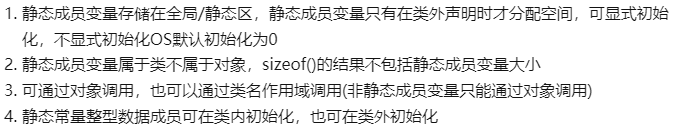 1. 静态成员变量存储在全局/静态区，静态成员变量只有在类外声明时才分配空间，可显式初始
化，不显式初始化OS默认初始化为0
2. 静态成员变量属于类不属于对象，sizeof()的结果不包括静态成员变量大小
3. 可通过对象调用，也可以通过类名作用域调用(非静态成员变量只能通过对象调用)
4. 静态常量整型数据成员可在类内初始化，也可在类外初始化